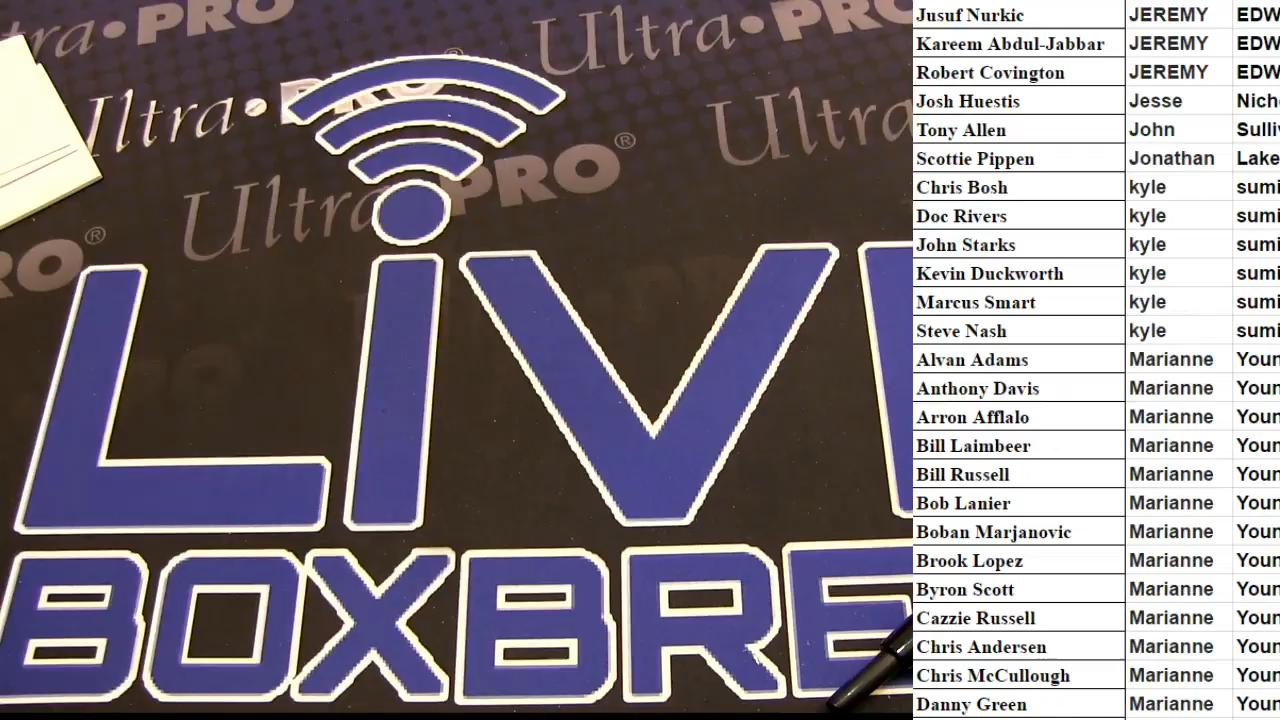 Ultra•PRO
Ultra•PRO
Ultra•PRO®
Ultra PRO®
Ultra
RO®
LiV
BOXBRE
Jusuf Nurkic JEREMY EDW
Kareem Abdul-Jabbar JEREMY EDW
Robert Covington JEREMY EDW
Josh Huestis Jesse Nich
Tony Allen John Sulli
Scottie Pippen Jonathan Lake
Chris Bosh kyle sumi
Doc Rivers kyle sumi
John Starks kyle sumi
Kevin Duckworth kyle sumi
Marcus Smart kyle sumi
Steve Nash kyle sumi
Alvan Adams Marianne Youn
Anthony Davis Marianne Youn
Arron Afflalo Marianne Youn
Bill Laimbeer Marianne Youn
Bill Russell Marianne Youn
Bob Lanier Marianne Youn
Boban Marjanovic Marianne Youn
Brook Lopez Marianne Youn
Byron Scott Marianne Youn
Cazzie Russell Marianne Youn
Chris Andersen Marianne Youn
Chris McCullough Marianne Youn
Danny Green Marianne Youn